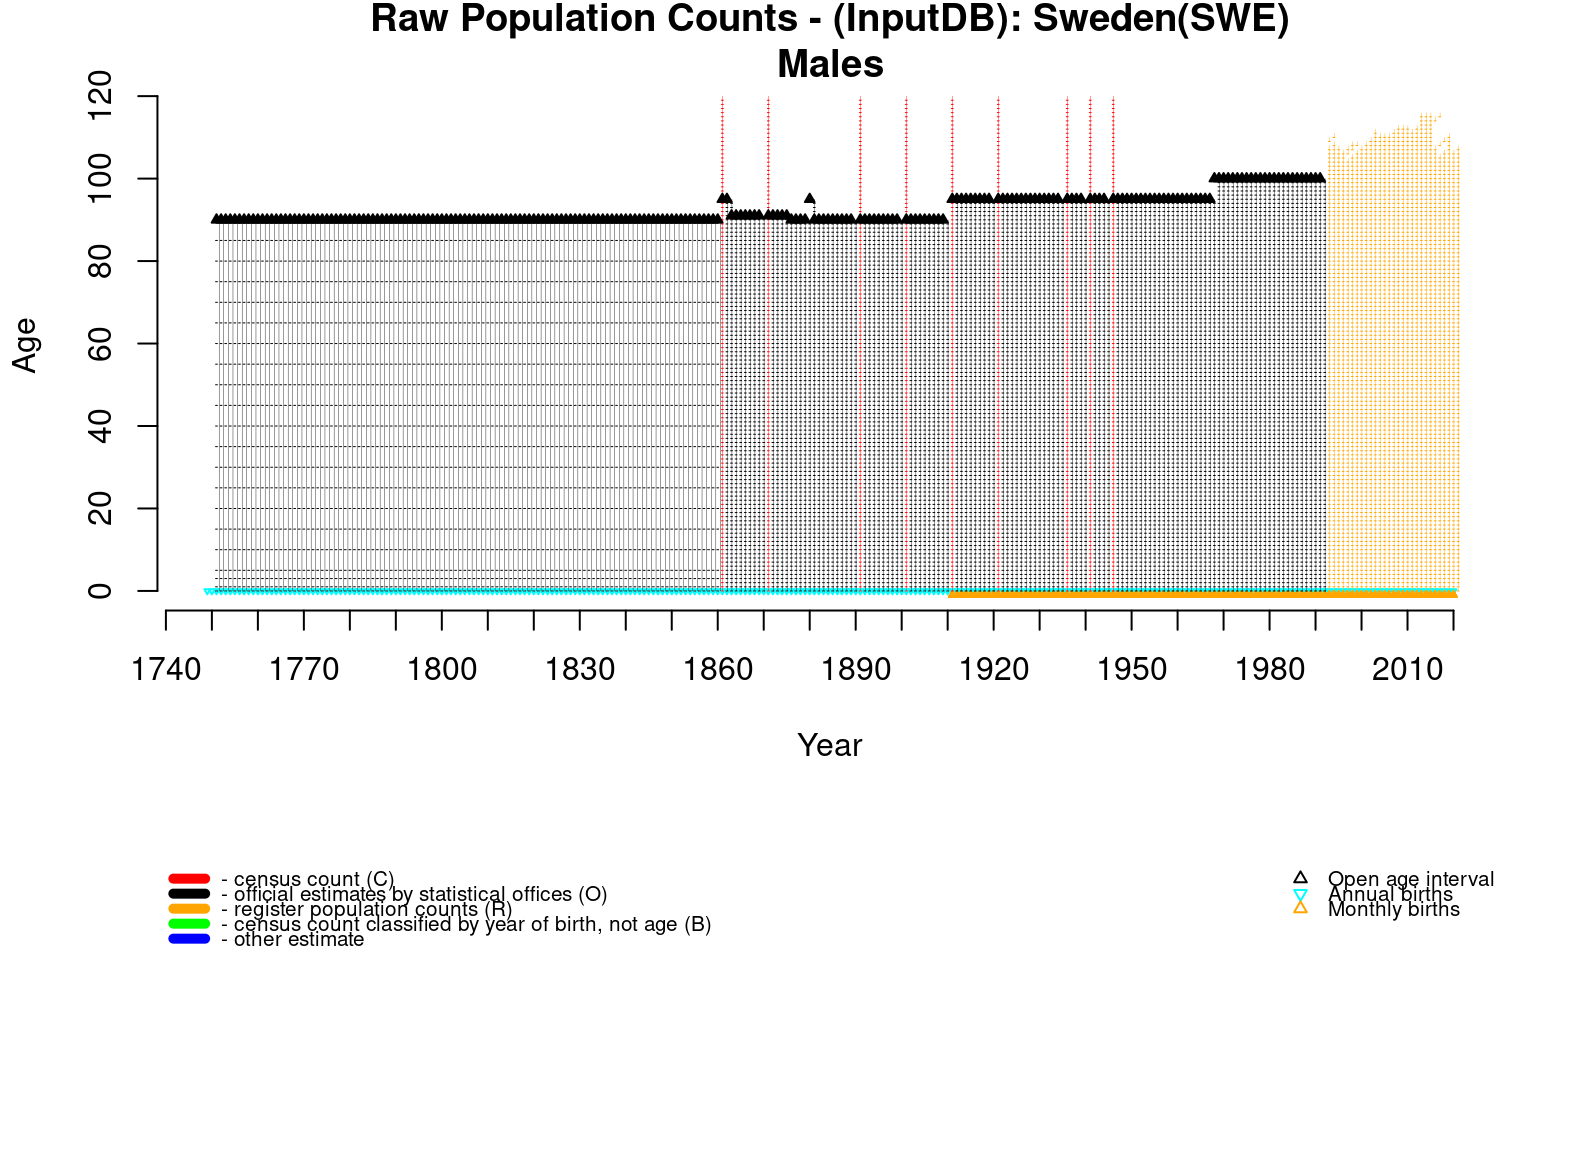 Raw Population Counts - (InputDB): Sweden(SWE)
Males
Age
120
100
80
60
40
20
0
1740 1770 1800 1830 1860 1890 1920 1950 1980 2010
Year
- census count (C)
- official estimates by statistical offices (O)
- register population counts (R)
- census count classified by year of birth, not age (B)
- other estimate
Open age interval
Annual births
Monthly births